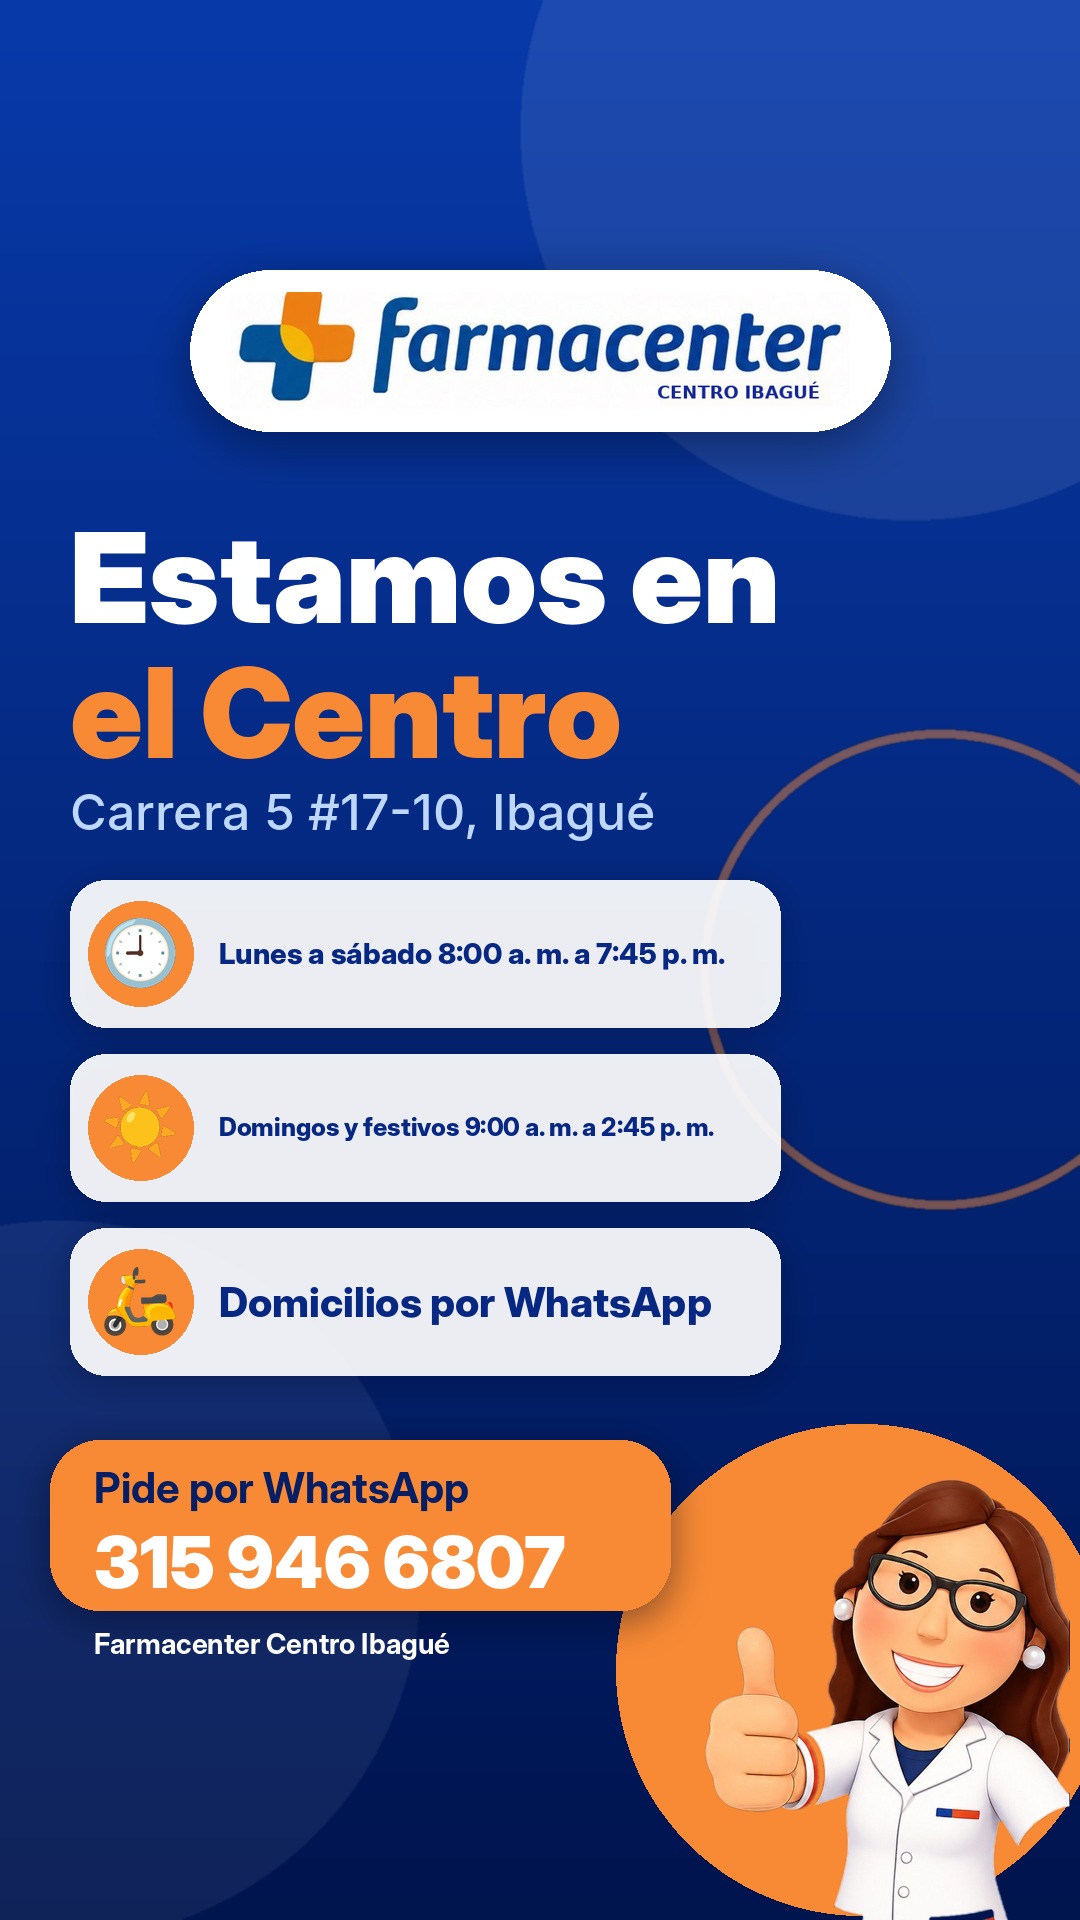 farmacenter
CENTRO IBAGUÉ
Estamos en
el Centro
Carrera 5 #17-10, Ibagué
Lunes a sábado 8:00 a. m. a 7:45 p. m.
Domingos y festivos 9:00 a. m. a 2:45 p. m.
Domicilios por WhatsApp
Pide por WhatsApp
315 946 6807
Farmacenter Centro Ibagué